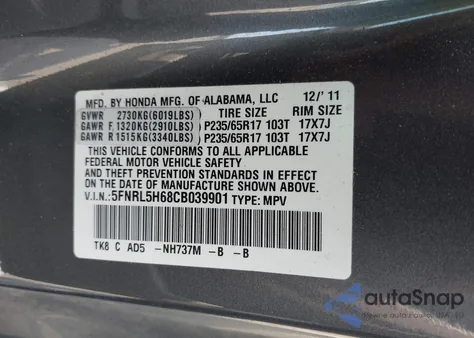 MFD. BY HONDA MFG. OF ALABAMA, LLC 12/'11
GVWR 2730KG(6019LBS) TIRE SIZE RIM SIZE
GAWR F 1320KG(2910LBS) P235/65R17 103T 17X7J
GAWR R 1515KG(3340LBS) P235/65R17 103T 17X7J
THIS VEHICLE CONFORMS TO ALL APPLICABLE
FEDERAL MOTOR VEHICLE SAFETY
AND THEFT PREVENTION STANDARDS IN EFFECT
ON THE DATE OF MANUFACTURE SHOWN ABOVE.
V.I.N.: 5FNRL5H68CB039901 TYPE: MPV
TK8 C AD5 -NH737M -B -B
autaSnap